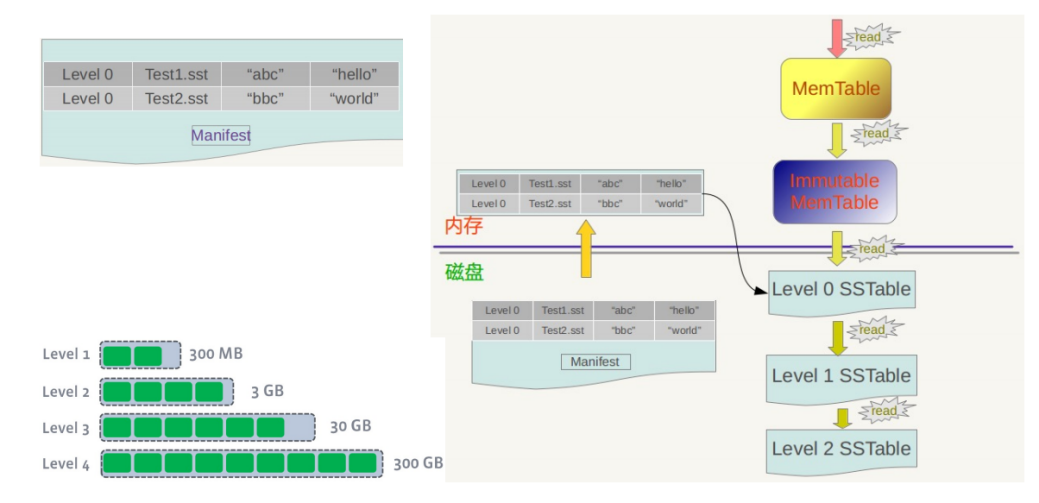 Level 0 Test1.sst “abc” “hello”
Level 0 Test2.sst “bbc” “world”
Manifest
Level 1 300 MB
Level 2 3 GB
Level 3 30 GB
Level 4 300 GB
read
MemTable
read
Immutable
MemTable
Level 0 Test1.sst “abc” “hello”
Level 0 Test2.sst “bbc” “world”
内存
read
磁盘
Level 0 SSTable
Level 0 Test1.sst “abc” “hello”
Level 0 Test2.sst “bbc” “world”
Manifest
read
Level 1 SSTable
read
Level 2 SSTable